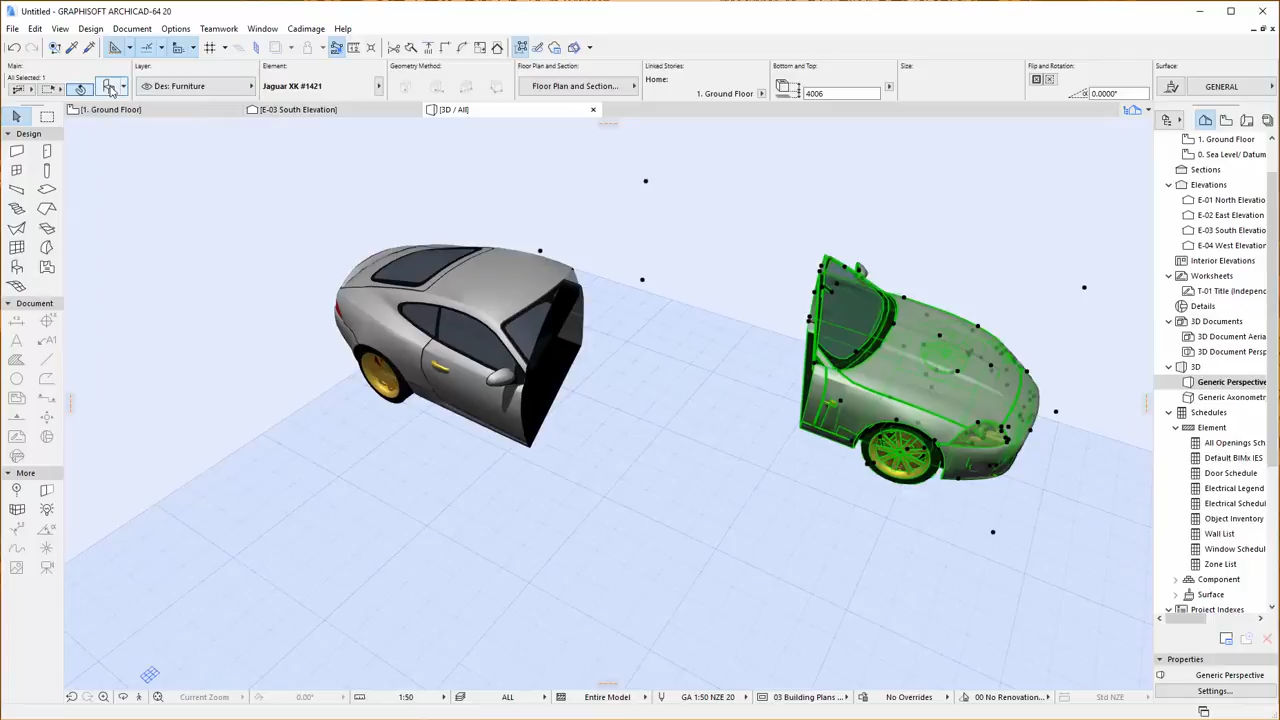 Untitled - GRAPHISOFT ARCHICAD-64 20
File Edit View Design Document Options Teamwork Window Cadimage Help
Main: Layer: Element: Geometry Method: Floor Plan and Section: Linked Stories: Bottom and Top: Size: Flip and Rotation: Surface:
All Selected: 1
Des: Furniture
Jaguar XK #1421
Floor Plan and Section...
Home:
1. Ground Floor
4006
0.0000°
GENERAL
[1. Ground Floor]
[E-03 South Elevation]
[3D / All]
Design
Document
More
1. Ground Floor
0. Sea Level/ Datum
Sections
Elevations
E-01 North Elevatio
E-02 East Elevation
E-03 South Elevatio
E-04 West Elevation
Interior Elevations
Worksheets
T-01 Title (Indepenc
Details
3D Documents
3D Document Aeria
3D Document Persp
3D
Generic Perspective
Generic Axonometr
Schedules
Element
All Openings Sch
Default BIMx IES
Door Schedule
Electrical Legend
Electrical Schedul
Object Inventory
Wall List
Window Schedu
Zone List
Component
Surface
Project Indexes
Properties
Generic Perspective
Settings...
Current Zoom
0.00°
1:50
ALL
Entire Model
GA 1:50 NZE 20
03 Building Plans ...
No Overrides
00 No Renovation...
Std NZE